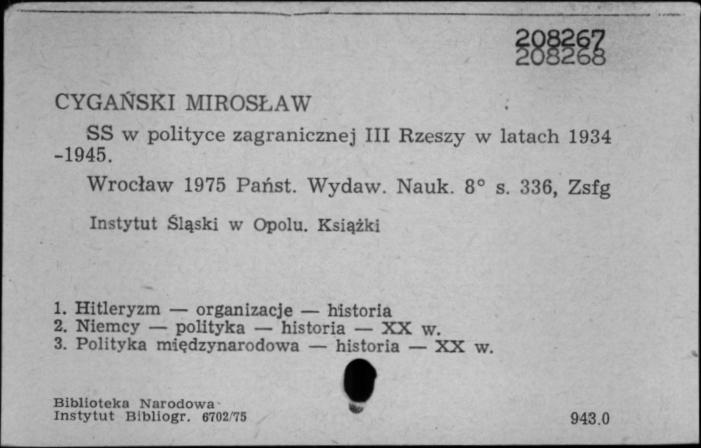 208267
208268
CYGAŃSKI MIROSŁAW
SS w polityce zagranicznej III Rzeszy w latach 1934
-1945.
Wrocław 1975 Państ. Wydaw. Nauk. 8° s. 336, Zsfg
Instytut Śląski w Opolu. Książki
1. Hitleryzm — organizacje — historia
2. Niemcy — polityka — historia — XX w.
3. Polityka międzynarodowa — historia — XX w.
Biblioteka Narodowa
Instytut Bibliogr. 6702/75
943.0